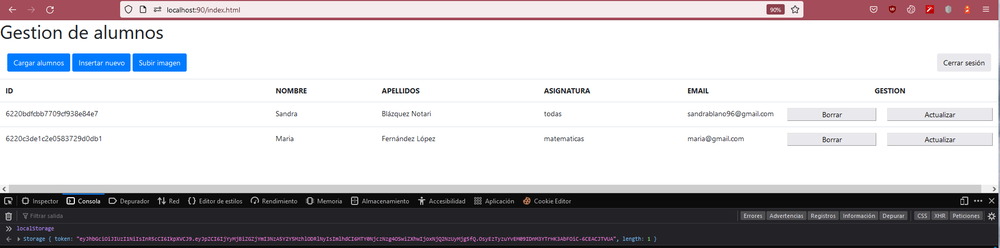 localhost:90/index.html 90%
Gestion de alumnos
Cargar alumnos Insertar nuevo Subir imagen Cerrar sesión
ID NOMBRE APELLIDOS ASIGNATURA EMAIL GESTION
6220bdfcbb7709cf938e84e7 Sandra Blázquez Notari todas sandrablano96@gmail.com Borrar Actualizar
6220c3de1c2e0583729d0db1 Maria Fernández López matematicas maria@gmail.com Borrar Actualizar
Inspector Consola Depurador Red Editor de estilos Rendimiento Memoria Almacenamiento Accesibilidad Aplicación Cookie Editor
Filtrar salida Errores Advertencias Registros Información Depurar CSS XHR Peticiones
localStorage
Storage { token: "eyJhbGciOiJIUzI1NiIsInR5cCI6IkpXVCJ9.eyJpZCI6IjYyMjBiZGZjYmI3NzA5Y2Y5MzhlODRlNyIsImlhdCI6MTY0NjczNzg4OSwiZXhwIjoxNjQ2NzUyMjg5fQ.OsyEzTyzuYvEM09IDnM3YTrHK3AbFOiC-6CEACJTVUA", length: 1 }